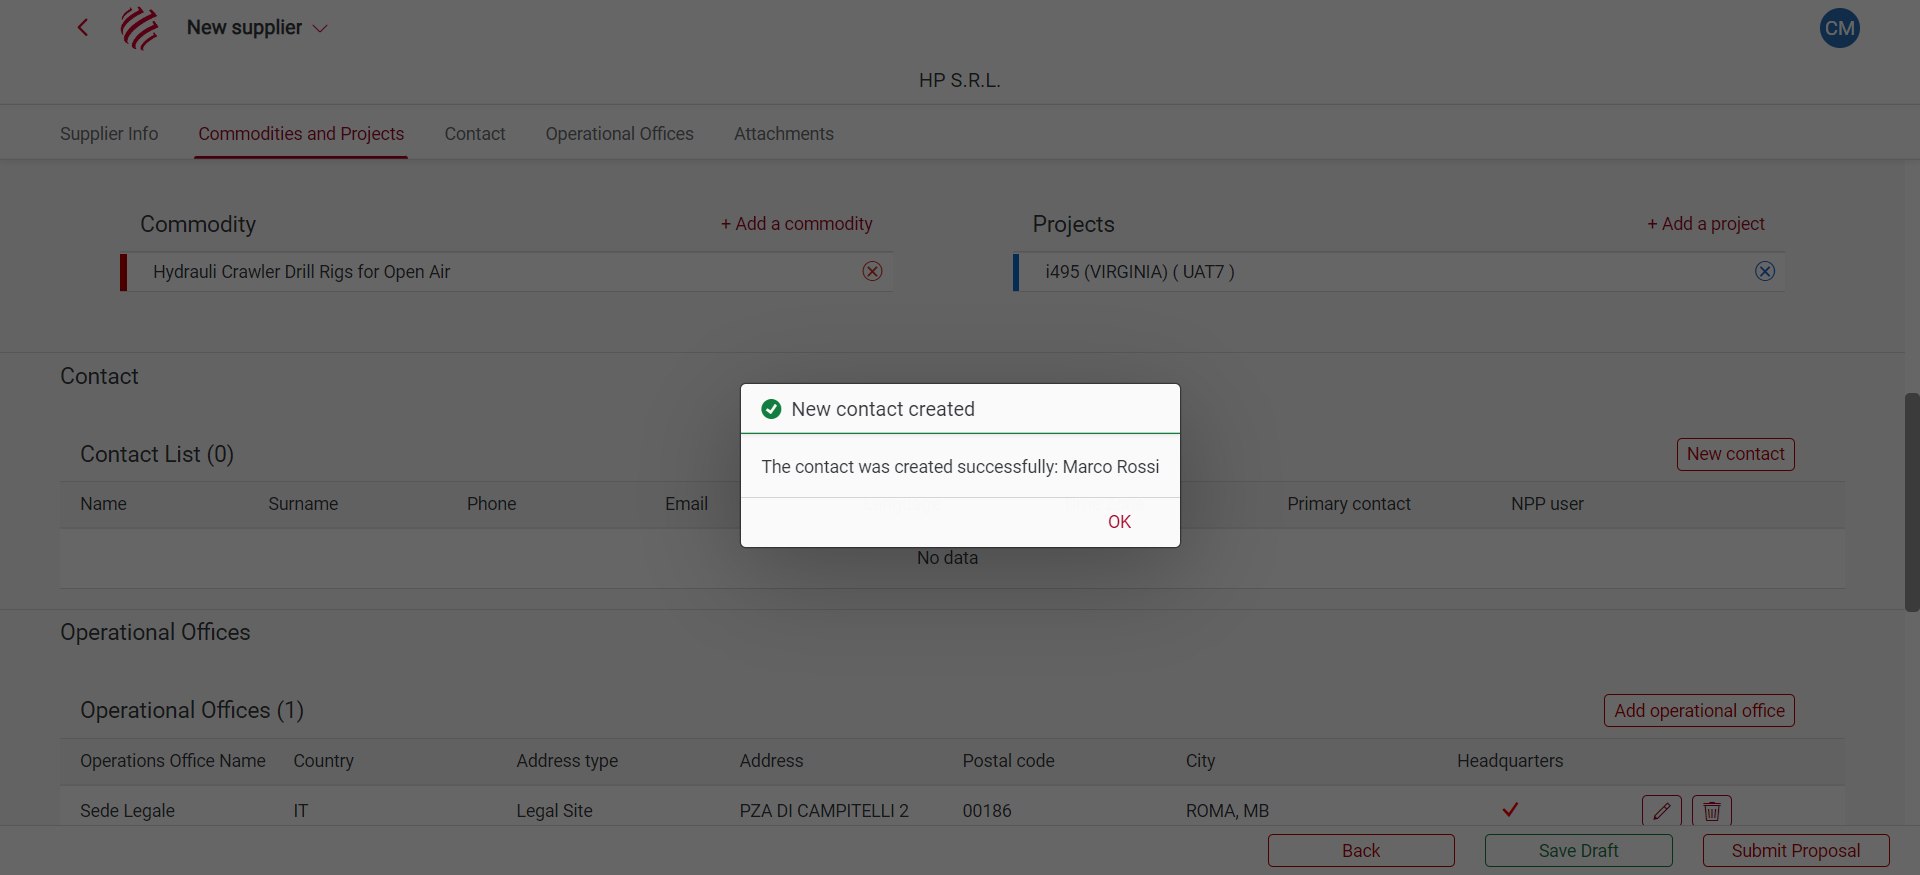 New supplier
CM
HP S.R.L.
Supplier Info Commodities and Projects Contact Operational Offices Attachments
Commodity + Add a commodity Projects + Add a project
Hydrauli Crawler Drill Rigs for Open Air i495 (VIRGINIA) ( UAT7 )
Contact
New contact created
Contact List (0) New contact
The contact was created successfully: Marco Rossi
Name Surname Phone Email Primary contact NPP user
OK
No data
Operational Offices
Operational Offices (1) Add operational office
Operations Office Name Country Address type Address Postal code City Headquarters
Sede Legale IT Legal Site PZA DI CAMPITELLI 2 00186 ROMA, MB
Back Save Draft Submit Proposal